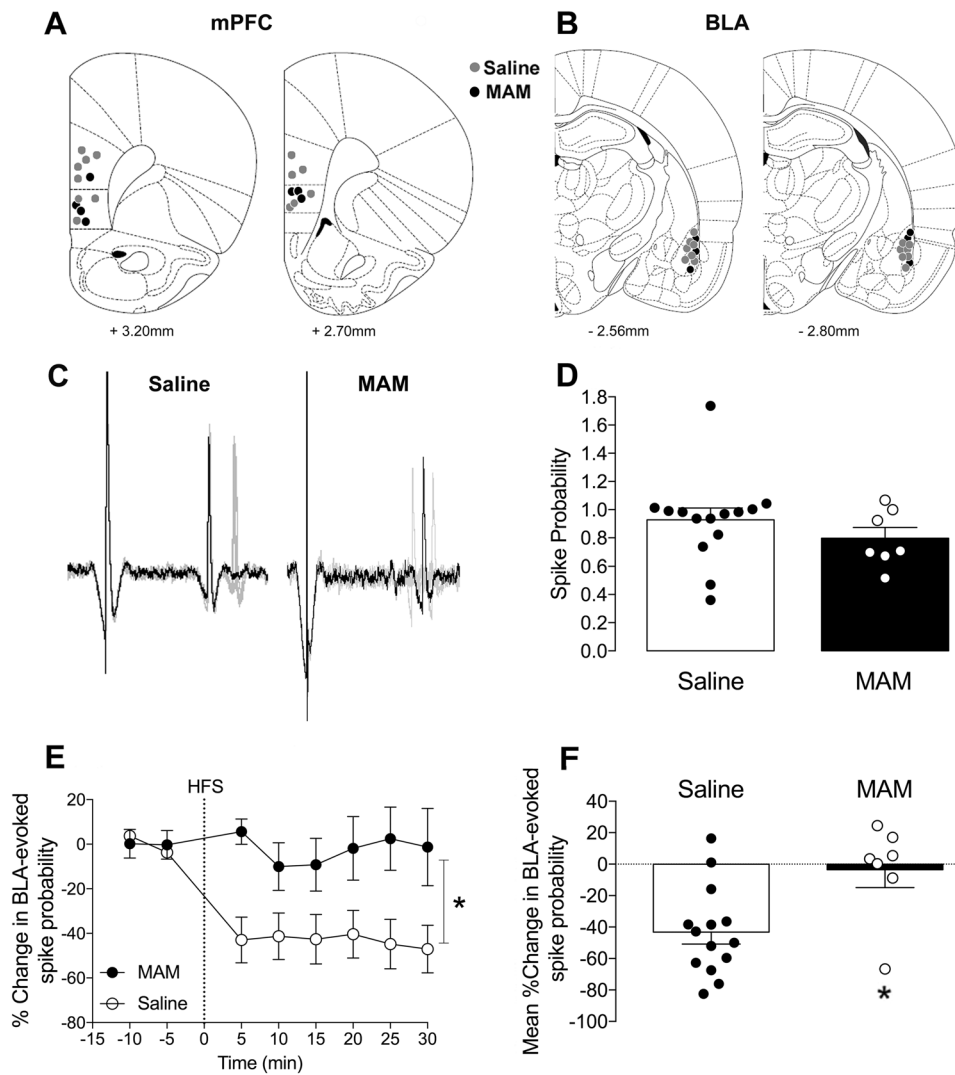 A mPFC
Saline
MAM
+ 3.20mm
+ 2.70mm
B BLA
- 2.56mm
- 2.80mm
C Saline MAM
D
Spike Probability
1.8
1.6
1.4
1.2
1.0
0.8
0.6
0.4
0.2
0.0
Saline MAM
E
HFS
% Change in BLA-evoked
spike probability
20
0
-20
-40
-60
-80
MAM
Saline
*
-15 -10 -5 0 5 10 15 20 25 30
Time (min)
F
Saline MAM
Mean %Change in BLA-evoked
spike probability
40
20
0
-20
-40
-60
-80
-100
*